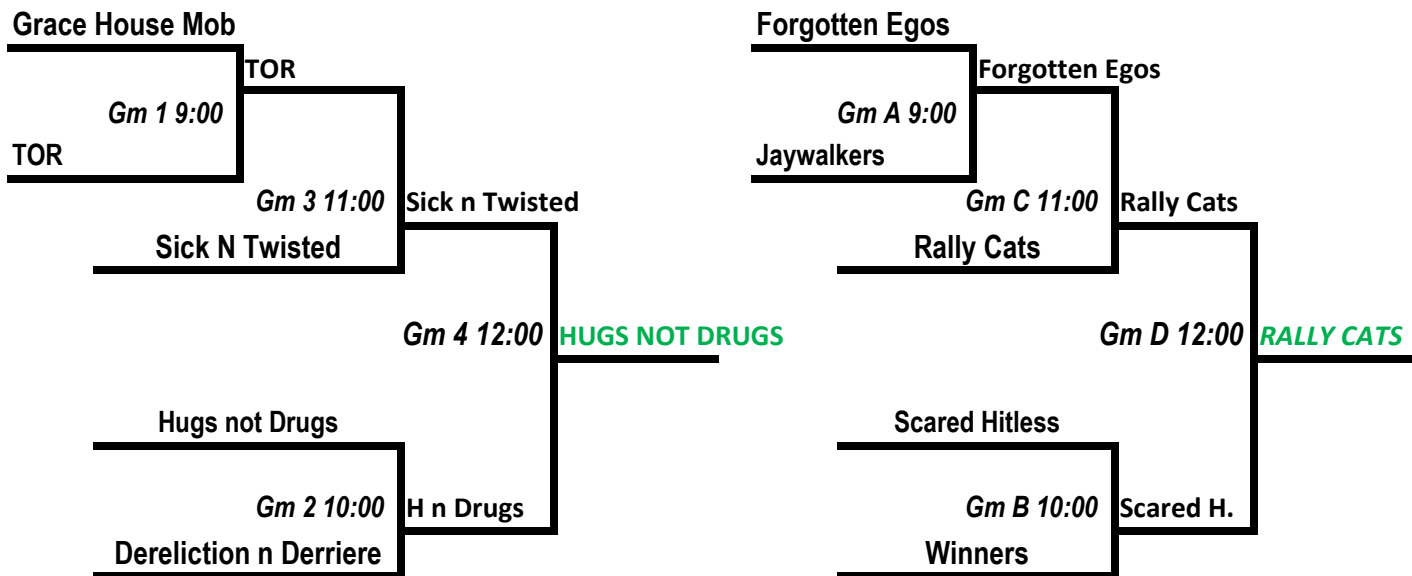 Grace House Mob
TOR
Gm 1 9:00
TOR
Gm 3 11:00
Sick n Twisted
Sick N Twisted
Gm 4 12:00
HUGS NOT DRUGS
Hugs not Drugs
Gm 2 10:00
H n Drugs
Dereliction n Derriere
Forgotten Egos
Forgotten Egos
Gm A 9:00
Jaywalkers
Gm C 11:00
Rally Cats
Rally Cats
Gm D 12:00
RALLY CATS
Scared Hitless
Gm B 10:00
Scared H.
Winners